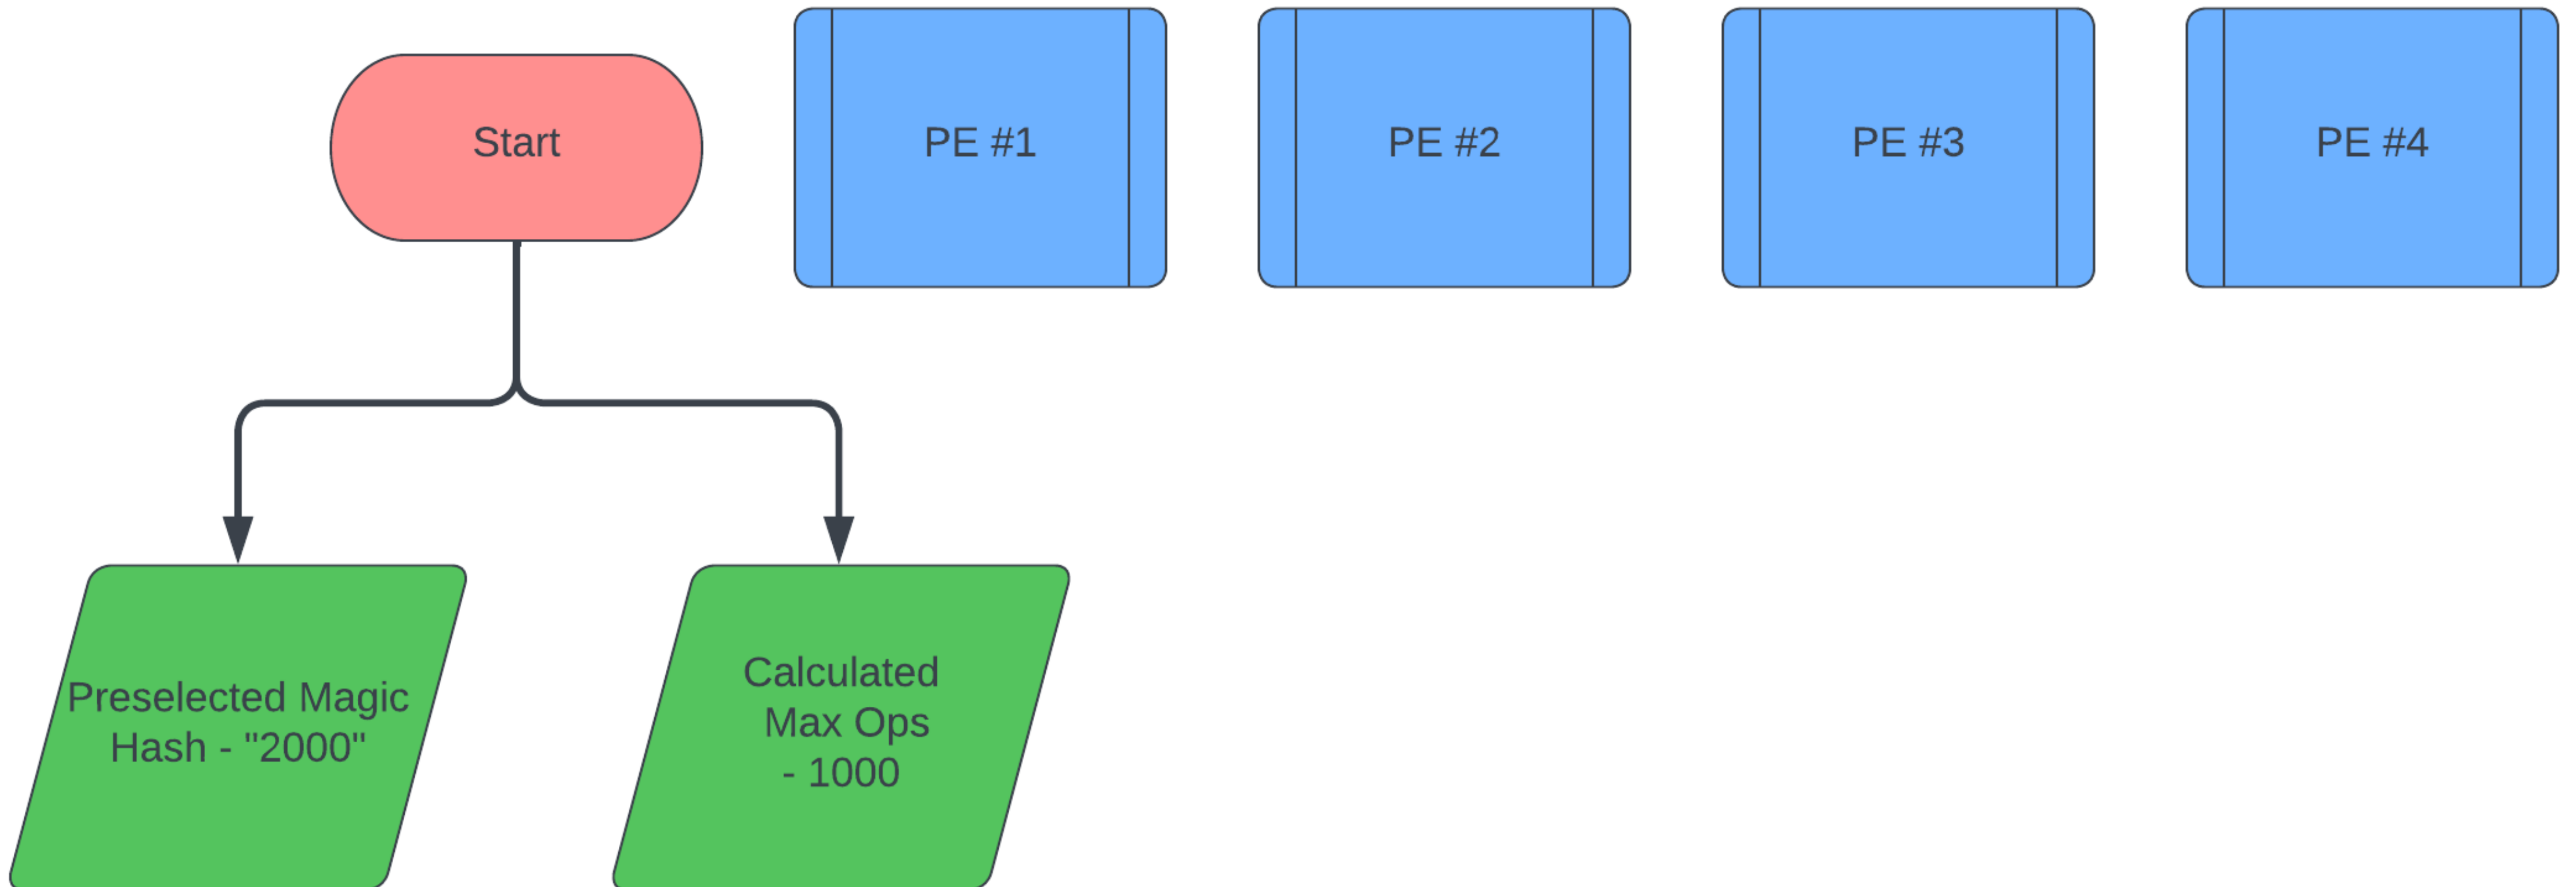 Start
PE #1
PE #2
PE #3
PE #4
Preselected Magic
Hash - "2000"
Calculated
Max Ops
- 1000